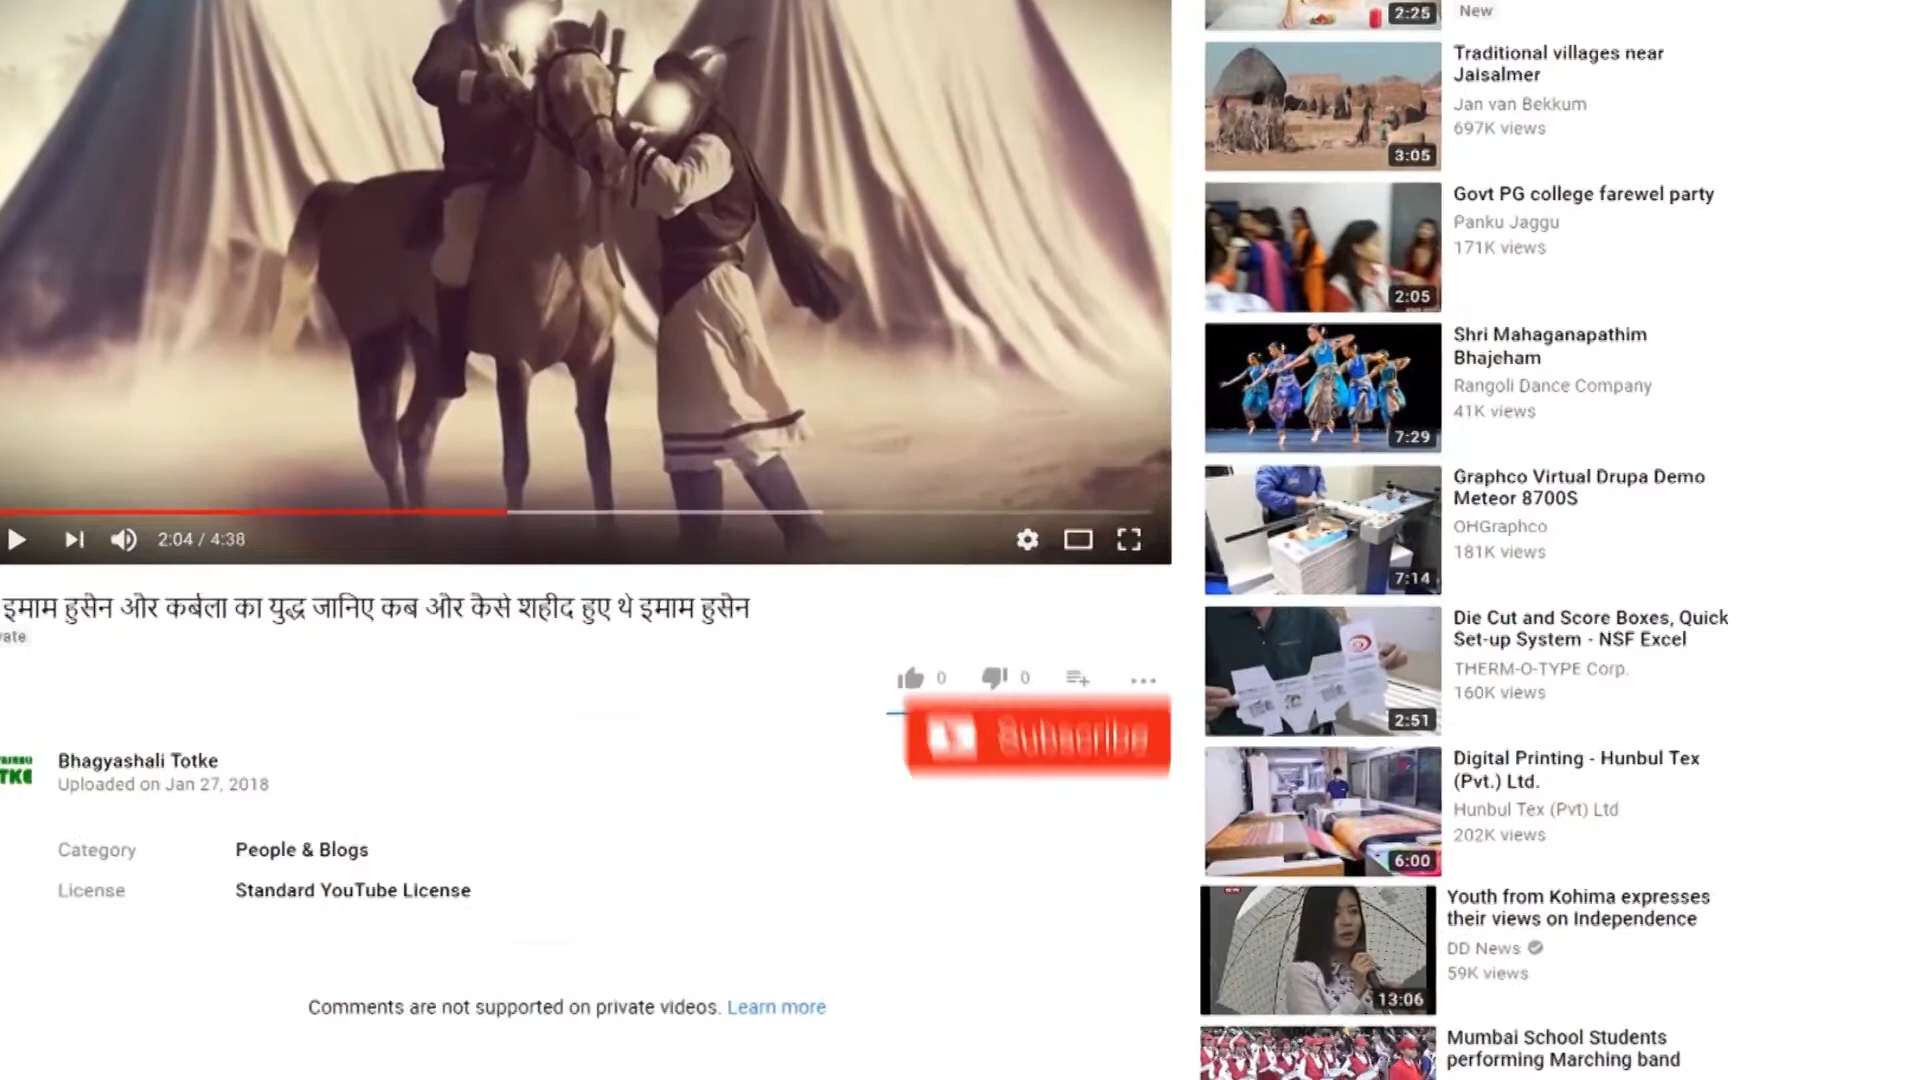 2:04 / 4:38
इमाम हुसेन ओर कर्बला का युद्ध जानिए कब ओर कैसे शहीद हुए थे इमाम हुसेन
0
0
Subscribe
Bhagyashali Totke
Uploaded on Jan 27, 2018
Category People & Blogs
License Standard YouTube License
Comments are not supported on private videos. Learn more
2:25
New
Traditional villages near
Jaisalmer
Jan van Bekkum
697K views
3:05
Govt PG college farewel party
Panku Jaggu
171K views
2:05
Shri Mahaganapathim
Bhajeham
Rangoli Dance Company
41K views
7:29
Graphco Virtual Drupa Demo
Meteor 8700S
OHGraphco
181K views
7:14
Die Cut and Score Boxes, Quick
Set-up System - NSF Excel
THERM-O-TYPE Corp.
160K views
2:51
Digital Printing - Hunbul Tex
(Pvt.) Ltd.
Hunbul Tex (Pvt) Ltd
202K views
6:00
Youth from Kohima expresses
their views on Independence
DD News
59K views
13:06
Mumbai School Students
performing Marching band